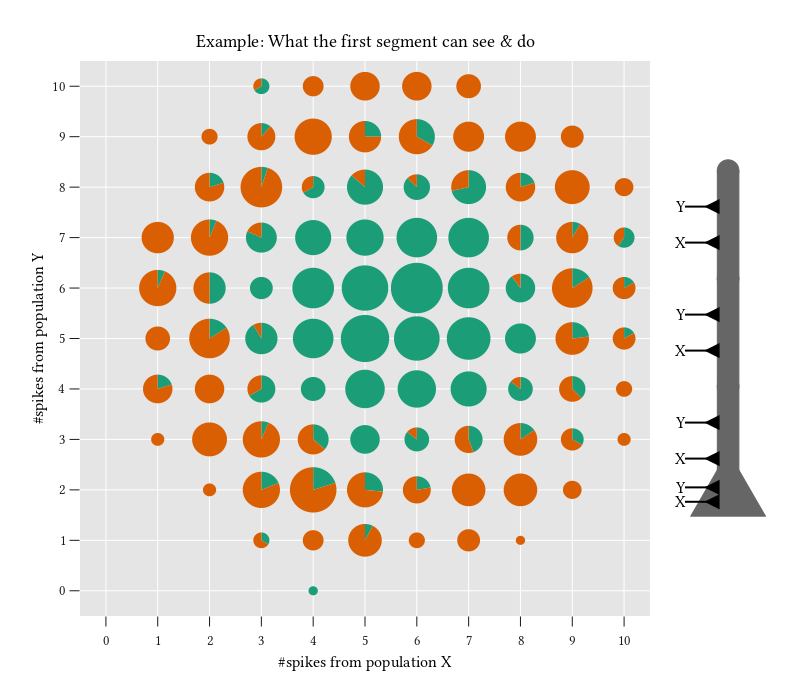 Example: What the first segment can see & do
#spikes from population Y
10
9
8
7
6
5
4
3
2
1
0
0 1 2 3 4 5 6 7 8 9 10
#spikes from population X
Y
X
Y
X
Y
X
Y
X